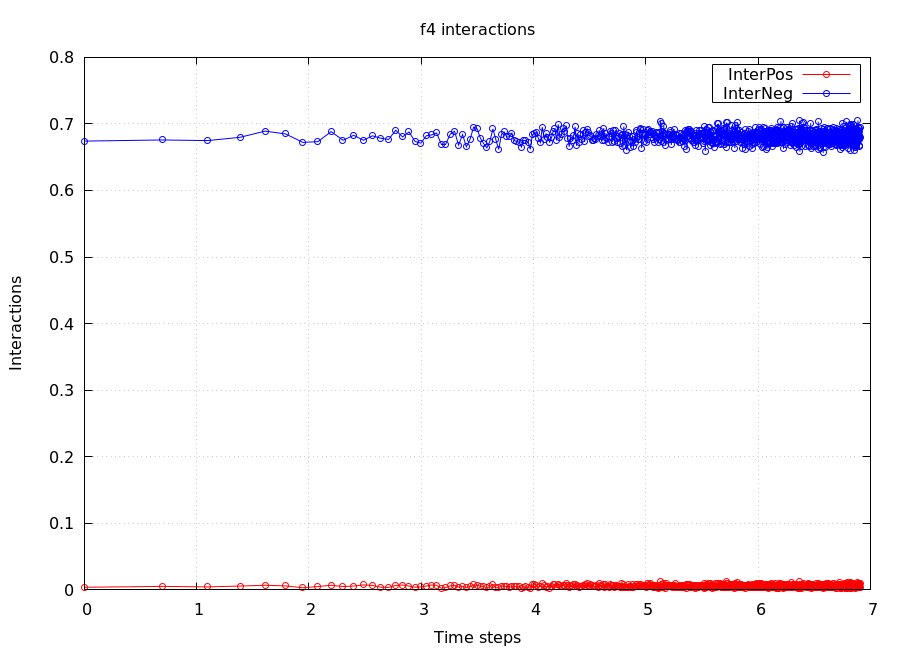 f4 interactions
InterPos
InterNeg
0.8
0.7
0.6
0.5
0.4
0.3
0.2
0.1
0
Interactions
0 1 2 3 4 5 6 7
Time steps